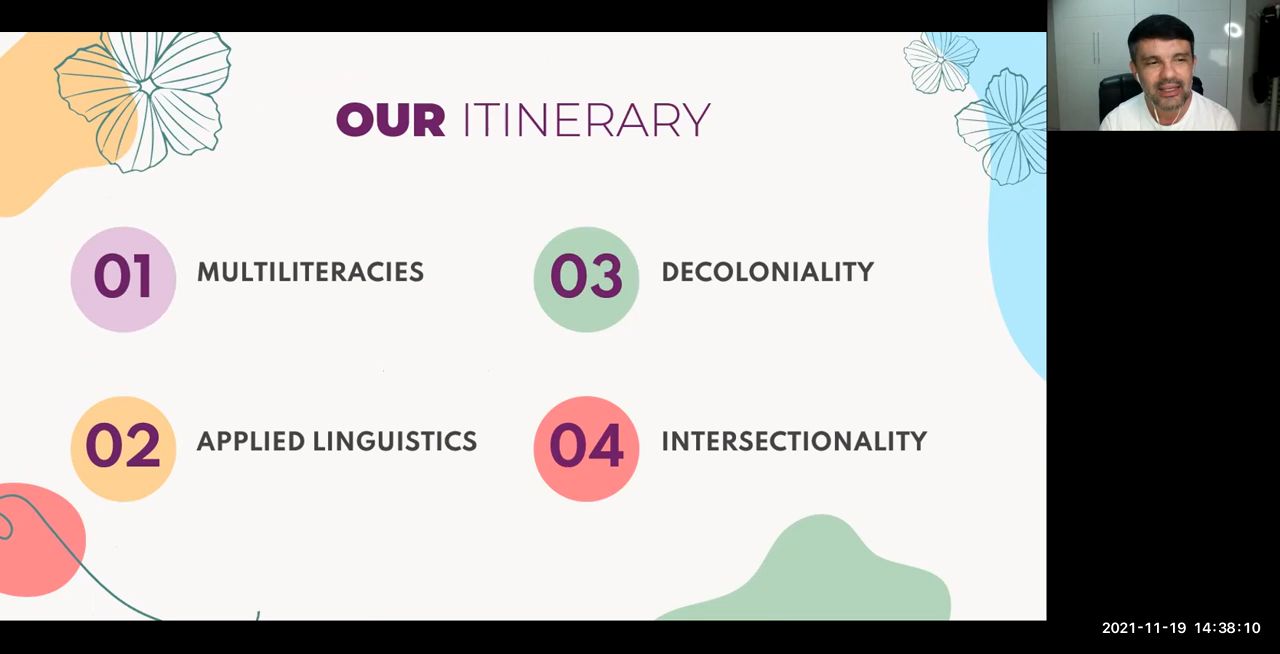 OUR ITINERARY
01 MULTILITERACIES
02 APPLIED LINGUISTICS
03 DECOLONIALITY
04 INTERSECTIONALITY
2021-11-19 14:38:10